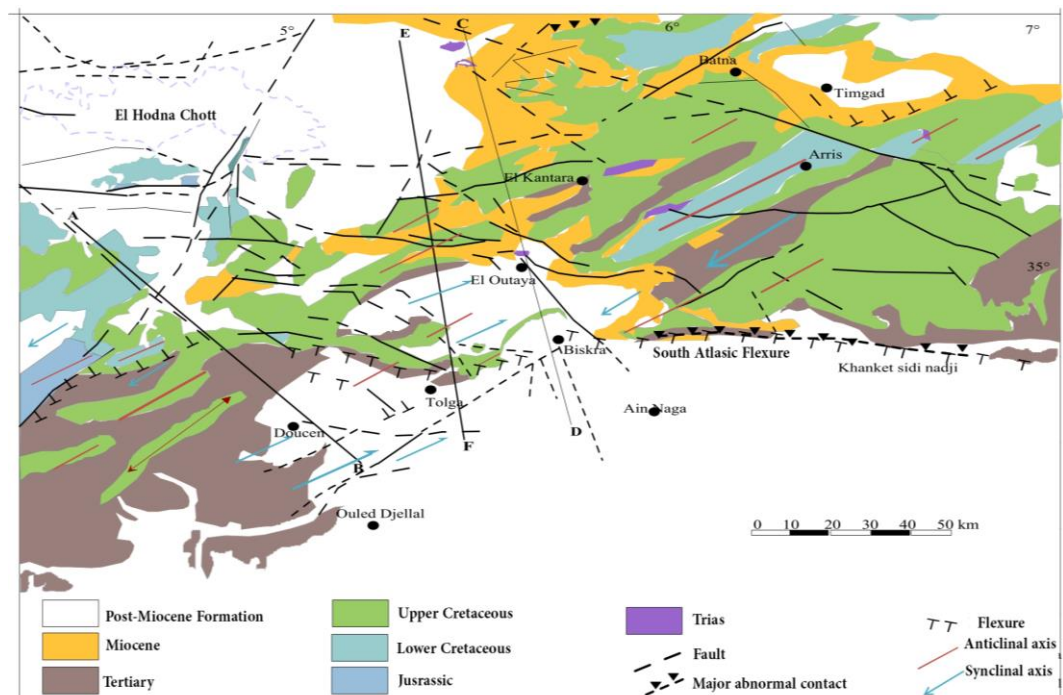 5° 6° 7°
C
E
Batna
Timgad
El Hodna Chott
Arris
El Kantara
A
35°
El Outaya
Biskra
South Atlasic Flexure
Khanket sidi nadji
Tolga
Ain Naga
Doucen
D
F
B
Ouled Djellal
0 10 20 30 40 50 km
Post-Miocene Formation
Miocene
Tertiary
Upper Cretaceous
Lower Cretaceous
Jusrassic
Trias
Fault
Major abnormal contact
Flexure
Anticlinal axis
Synclinal axis